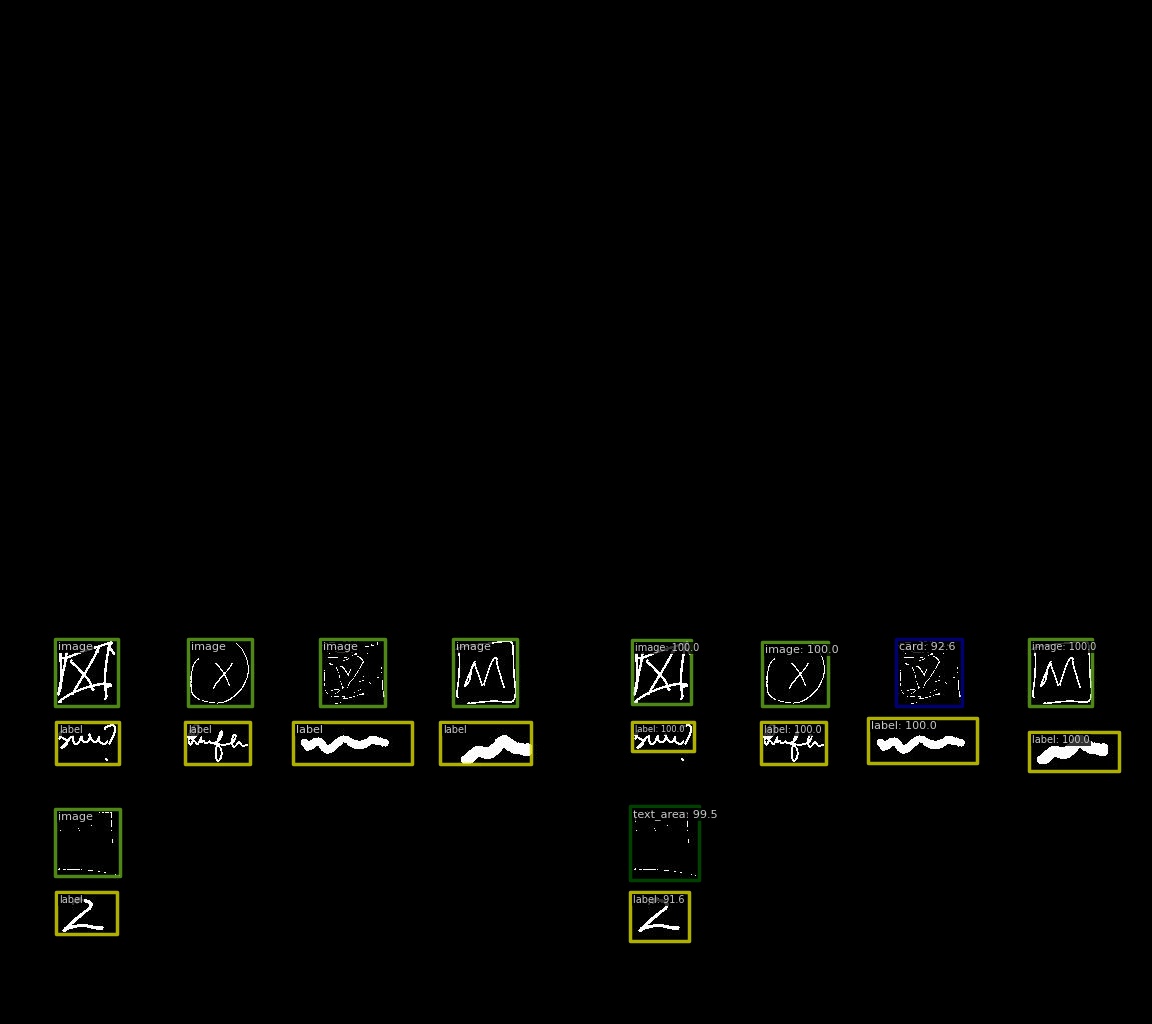 image image image image image: 100.0 image: 100.0 card: 92.6 image: 100.0
X X V M X X V M
label label label label label: 100.0 label: 100.0 label: 100.0 label: 100.0
image text_area: 99.5
label label: 91.6
2